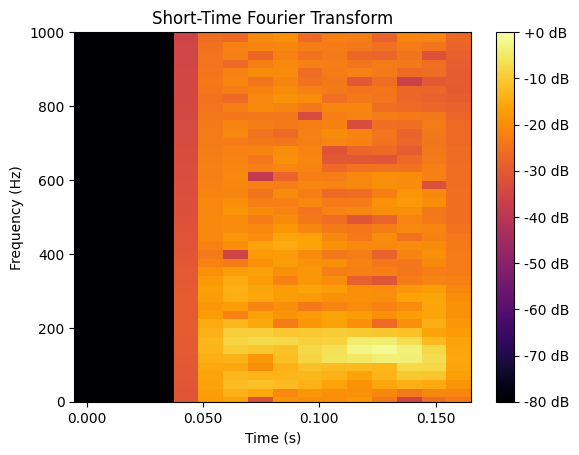 Short-Time Fourier Transform
1000
800
600
400
200
0
Frequency (Hz)
0.000
0.050
0.100
0.150
Time (s)
+0 dB
-10 dB
-20 dB
-30 dB
-40 dB
-50 dB
-60 dB
-70 dB
-80 dB